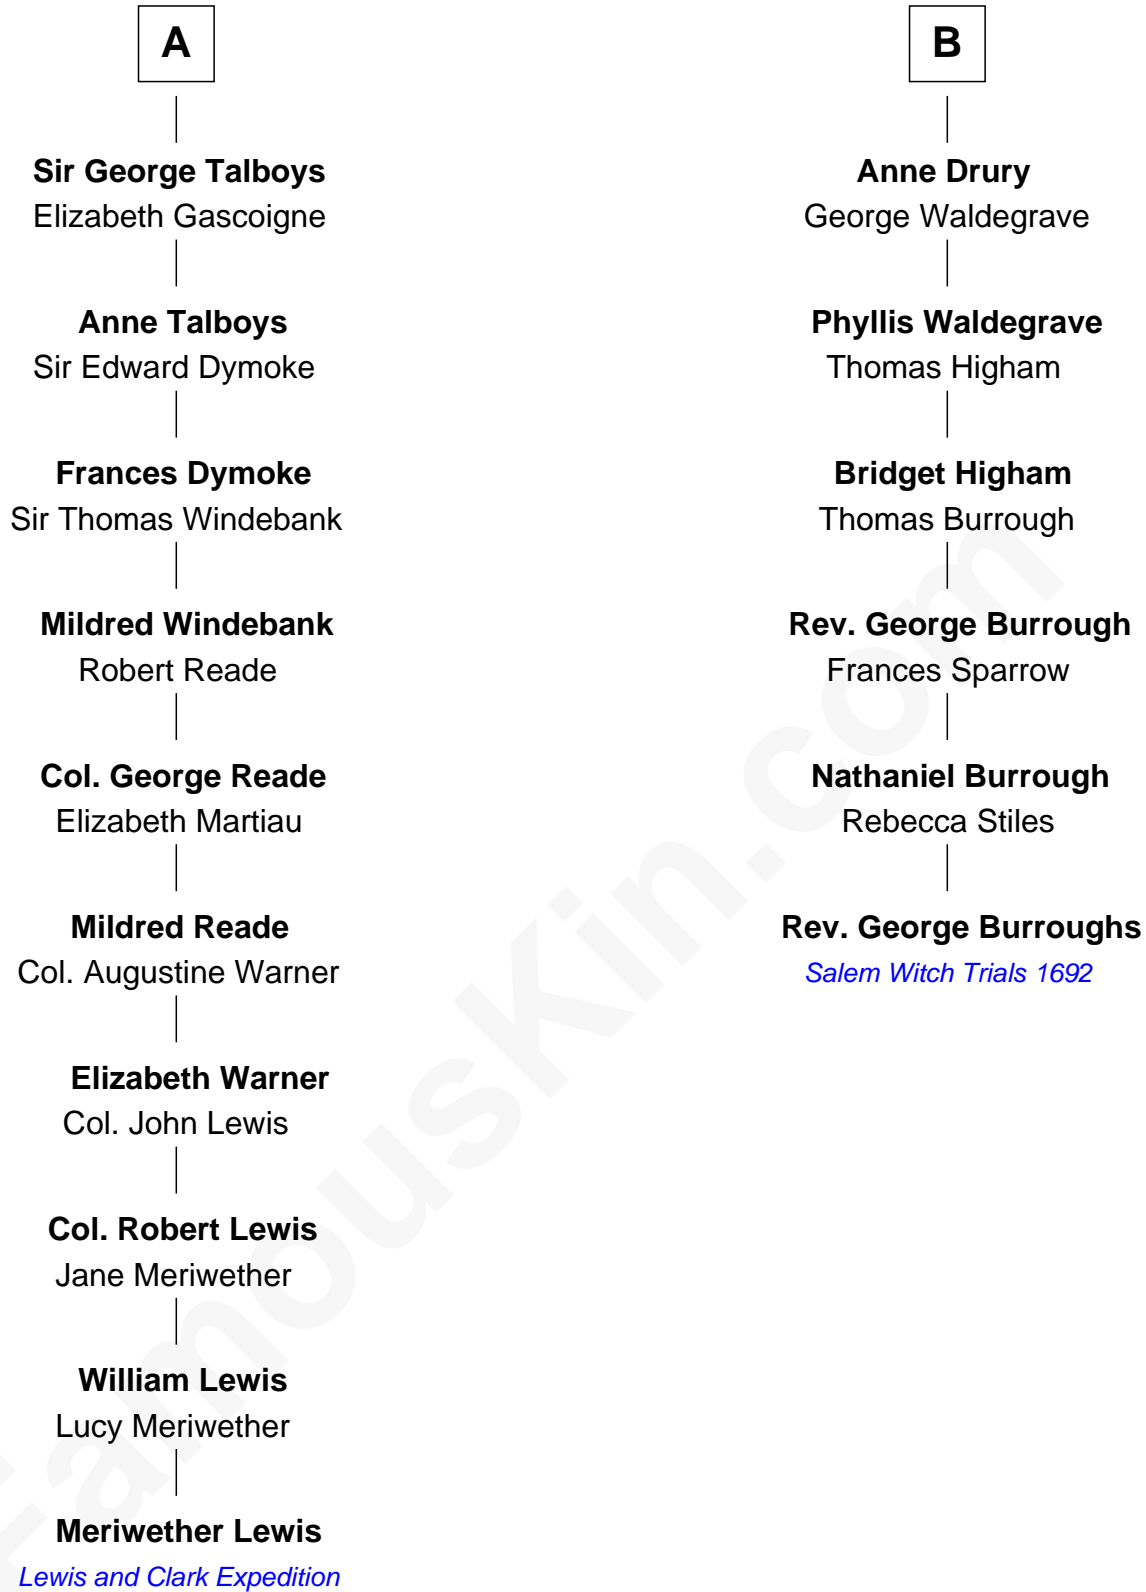 A
Sir George Talboys
Elizabeth Gascoigne
Anne Talboys
Sir Edward Dymoke
Frances Dymoke
Sir Thomas Windebank
Mildred Windebank
Robert Reade
Col. George Reade
Elizabeth Martiau
Mildred Reade
Col. Augustine Warner
Elizabeth Warner
Col. John Lewis
Col. Robert Lewis
Jane Meriwether
William Lewis
Lucy Meriwether
Meriwether Lewis
Lewis and Clark Expedition
B
Anne Drury
George Waldegrave
Phyllis Waldegrave
Thomas Higham
Bridget Higham
Thomas Burrough
Rev. George Burrough
Frances Sparrow
Nathaniel Burrough
Rebecca Stiles
Rev. George Burroughs
Salem Witch Trials 1692
FamousKin.com